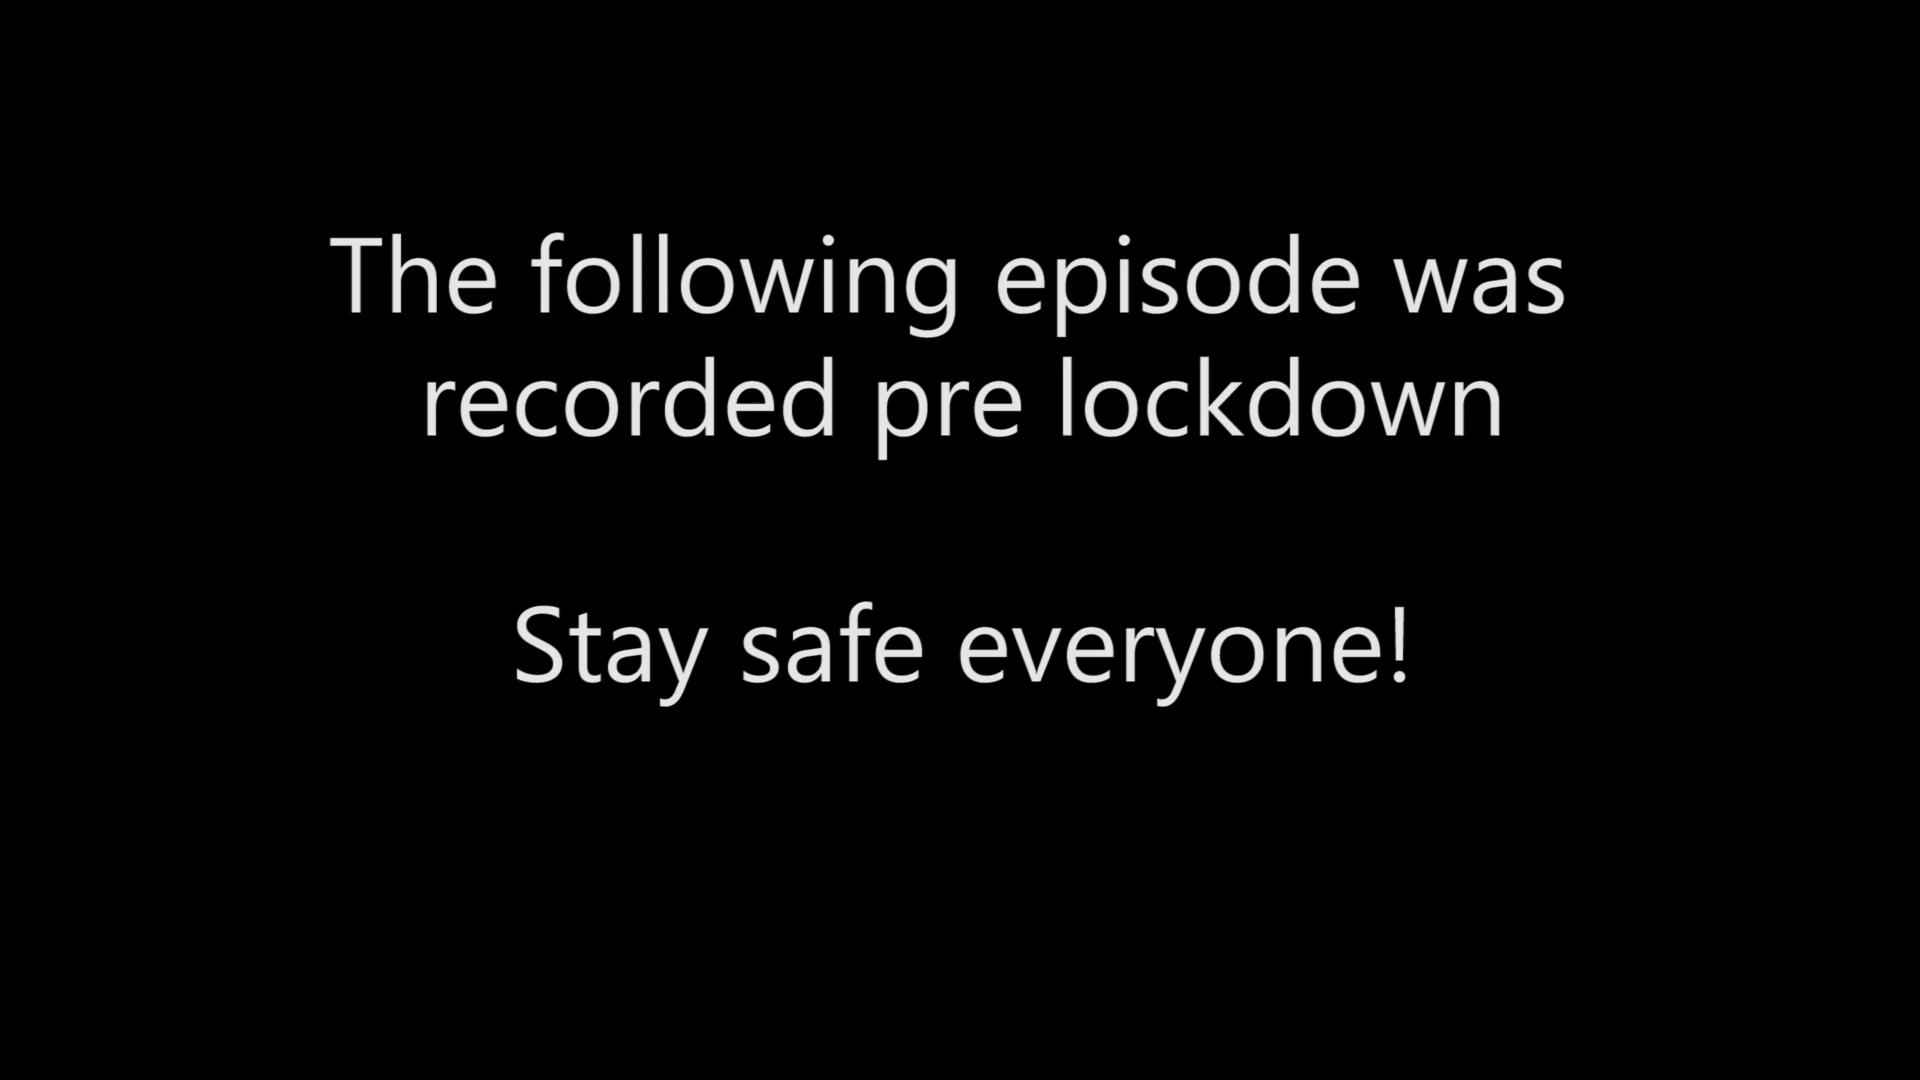 The following episode was
recorded pre lockdown
Stay safe everyone!